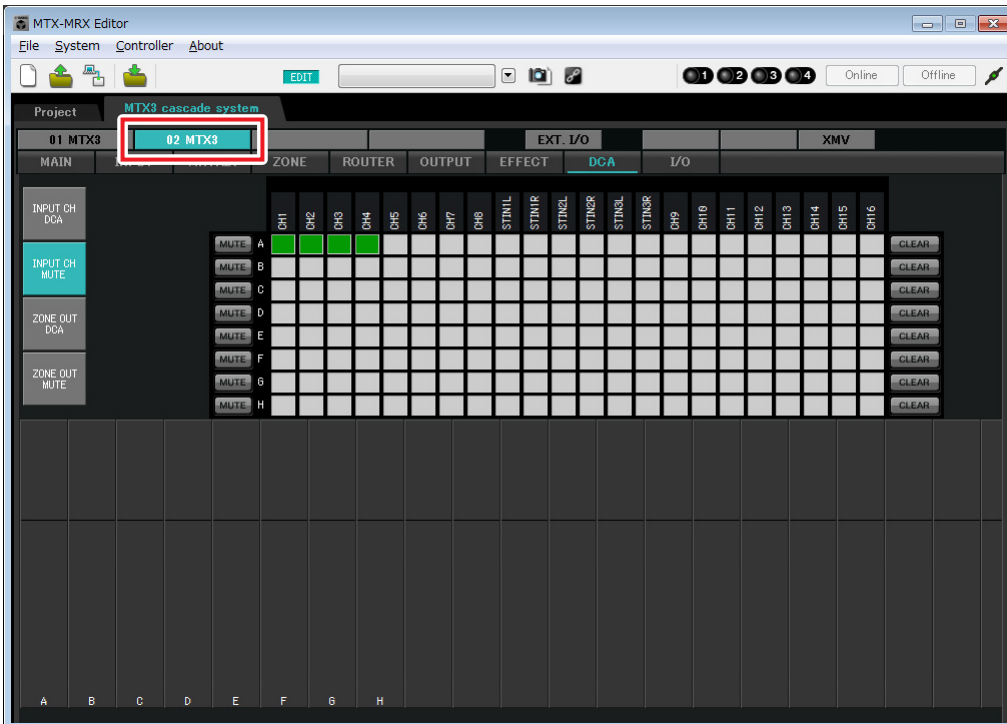 MTX-MRX Editor
File System Controller About
EDIT 1 2 3 4 Online Offline
Project MTX3 cascade system
01 MTX3 02 MTX3 EXT. I/O XMV
MAIN ZONE ROUTER OUTPUT EFFECT DCA I/O
CH1 CH2 CH3 CH4 CH5 CH6 CH7 CH8 STIN1L STIN1R STIN2L STIN2R STIN3L STIN3R CH9 CH10 CH11 CH12 CH13 CH14 CH15 CH16
INPUT CH
DCA
INPUT CH
MUTE
ZONE OUT
DCA
ZONE OUT
MUTE
MUTE A CLEAR
MUTE B CLEAR
MUTE C CLEAR
MUTE D CLEAR
MUTE E CLEAR
MUTE F CLEAR
MUTE G CLEAR
MUTE H CLEAR
A B C D E F G H